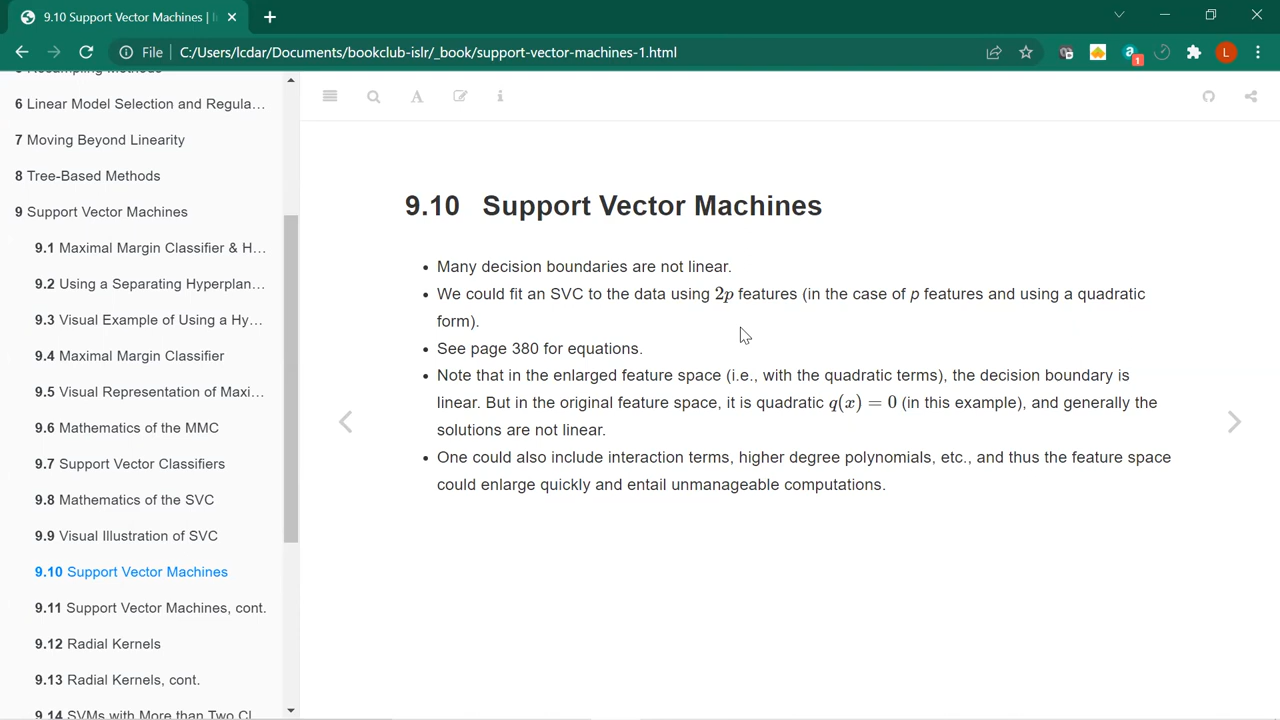 9.10 Support Vector Machines | I
File
C:/Users/lcdar/Documents/bookclub-islr/_book/support-vector-machines-1.html
1
L
6 Linear Model Selection and Regula…
7 Moving Beyond Linearity
8 Tree-Based Methods
9 Support Vector Machines
9.1 Maximal Margin Classifier & H…
9.2 Using a Separating Hyperplan…
9.3 Visual Example of Using a Hy…
9.4 Maximal Margin Classifier
9.5 Visual Representation of Maxi…
9.6 Mathematics of the MMC
9.7 Support Vector Classifiers
9.8 Mathematics of the SVC
9.9 Visual Illustration of SVC
9.10 Support Vector Machines
9.11 Support Vector Machines, cont.
9.12 Radial Kernels
9.13 Radial Kernels, cont.
9.14 SVMs with More than Two Cl
9.10 Support Vector Machines
• Many decision boundaries are not linear.
• We could fit an SVC to the data using 2p features (in the case of p features and using a quadratic
form).
• See page 380 for equations.
• Note that in the enlarged feature space (i.e., with the quadratic terms), the decision boundary is
linear. But in the original feature space, it is quadratic q(x) = 0 (in this example), and generally the
solutions are not linear.
• One could also include interaction terms, higher degree polynomials, etc., and thus the feature space
could enlarge quickly and entail unmanageable computations.